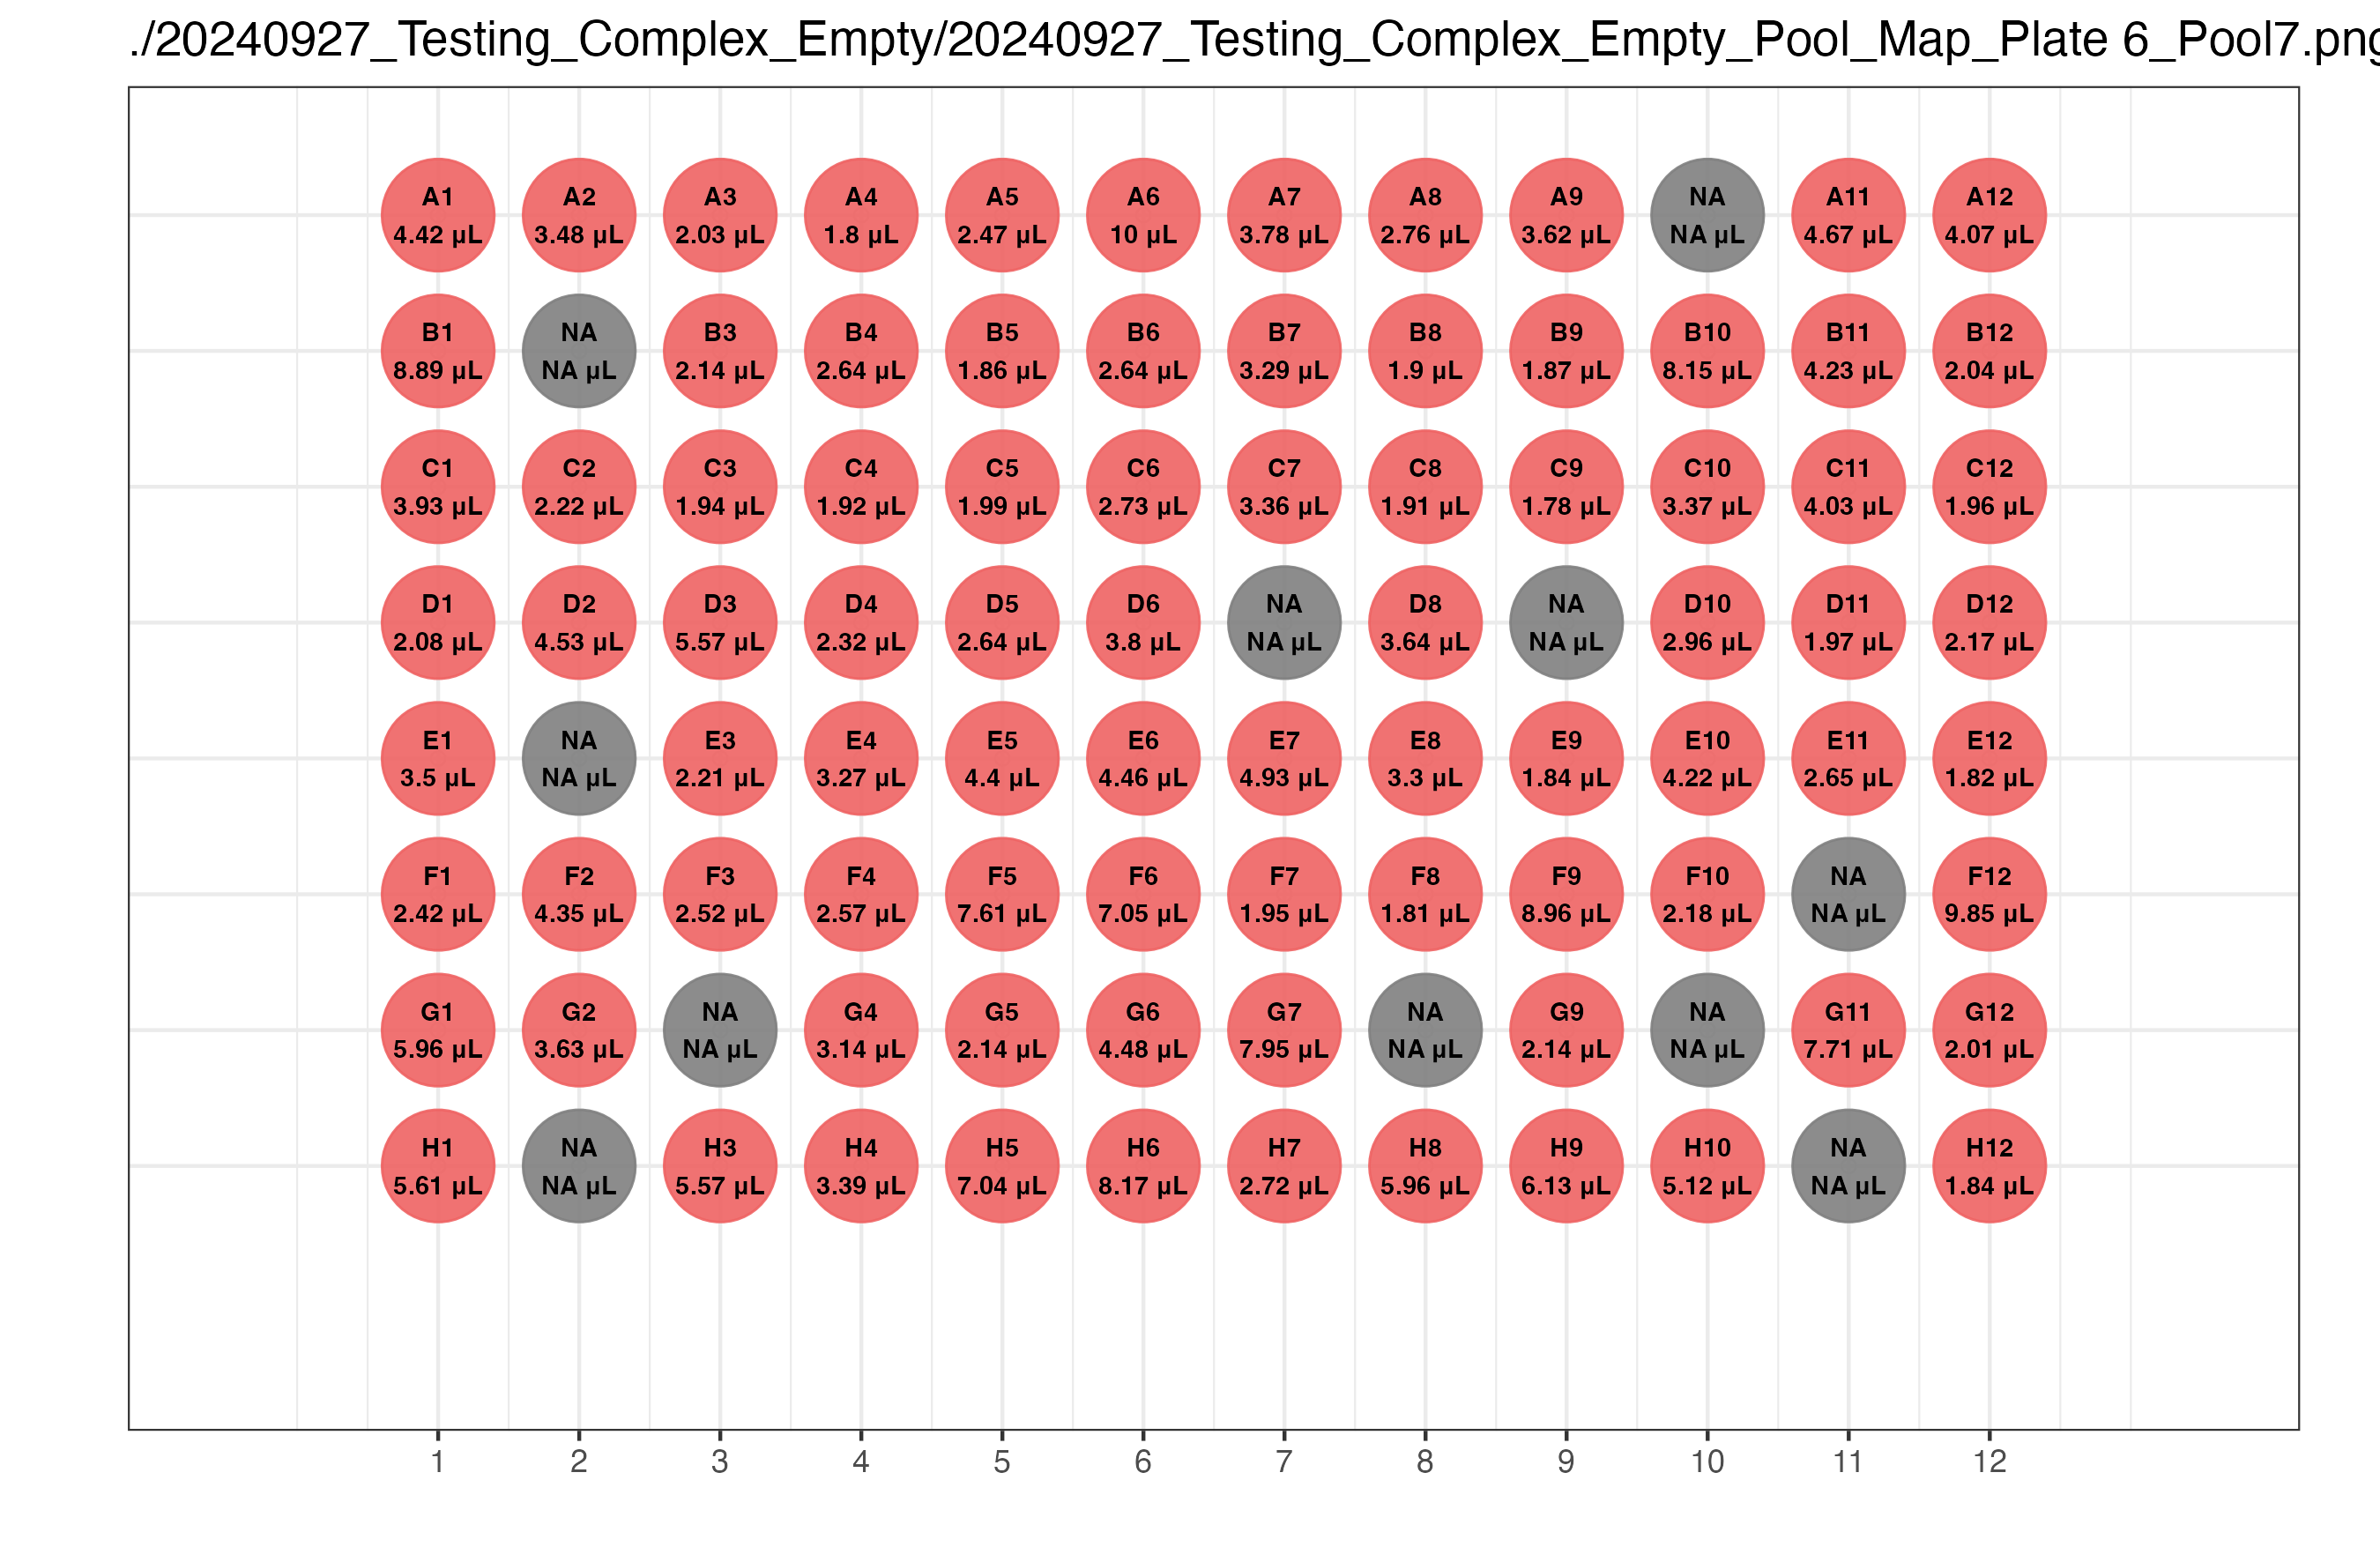 ./20240927_Testing_Complex_Empty/20240927_Testing_Complex_Empty_Pool_Map_Plate 6_Pool7.png
A1 A2 A3 A4 A5 A6 A7 A8 A9 NA A11 A12
4.42 µL 3.48 µL 2.03 µL 1.8 µL 2.47 µL 10 µL 3.78 µL 2.76 µL 3.62 µL NA µL 4.67 µL 4.07 µL
B1 NA B3 B4 B5 B6 B7 B8 B9 B10 B11 B12
8.89 µL NA µL 2.14 µL 2.64 µL 1.86 µL 2.64 µL 3.29 µL 1.9 µL 1.87 µL 8.15 µL 4.23 µL 2.04 µL
C1 C2 C3 C4 C5 C6 C7 C8 C9 C10 C11 C12
3.93 µL 2.22 µL 1.94 µL 1.92 µL 1.99 µL 2.73 µL 3.36 µL 1.91 µL 1.78 µL 3.37 µL 4.03 µL 1.96 µL
D1 D2 D3 D4 D5 D6 NA D8 NA D10 D11 D12
2.08 µL 4.53 µL 5.57 µL 2.32 µL 2.64 µL 3.8 µL NA µL 3.64 µL NA µL 2.96 µL 1.97 µL 2.17 µL
E1 NA E3 E4 E5 E6 E7 E8 E9 E10 E11 E12
3.5 µL NA µL 2.21 µL 3.27 µL 4.4 µL 4.46 µL 4.93 µL 3.3 µL 1.84 µL 4.22 µL 2.65 µL 1.82 µL
F1 F2 F3 F4 F5 F6 F7 F8 F9 F10 NA F12
2.42 µL 4.35 µL 2.52 µL 2.57 µL 7.61 µL 7.05 µL 1.95 µL 1.81 µL 8.96 µL 2.18 µL NA µL 9.85 µL
G1 G2 NA G4 G5 G6 G7 NA G9 NA G11 G12
5.96 µL 3.63 µL NA µL 3.14 µL 2.14 µL 4.48 µL 7.95 µL NA µL 2.14 µL NA µL 7.71 µL 2.01 µL
H1 NA H3 H4 H5 H6 H7 H8 H9 H10 NA H12
5.61 µL NA µL 5.57 µL 3.39 µL 7.04 µL 8.17 µL 2.72 µL 5.96 µL 6.13 µL 5.12 µL NA µL 1.84 µL
1 2 3 4 5 6 7 8 9 10 11 12